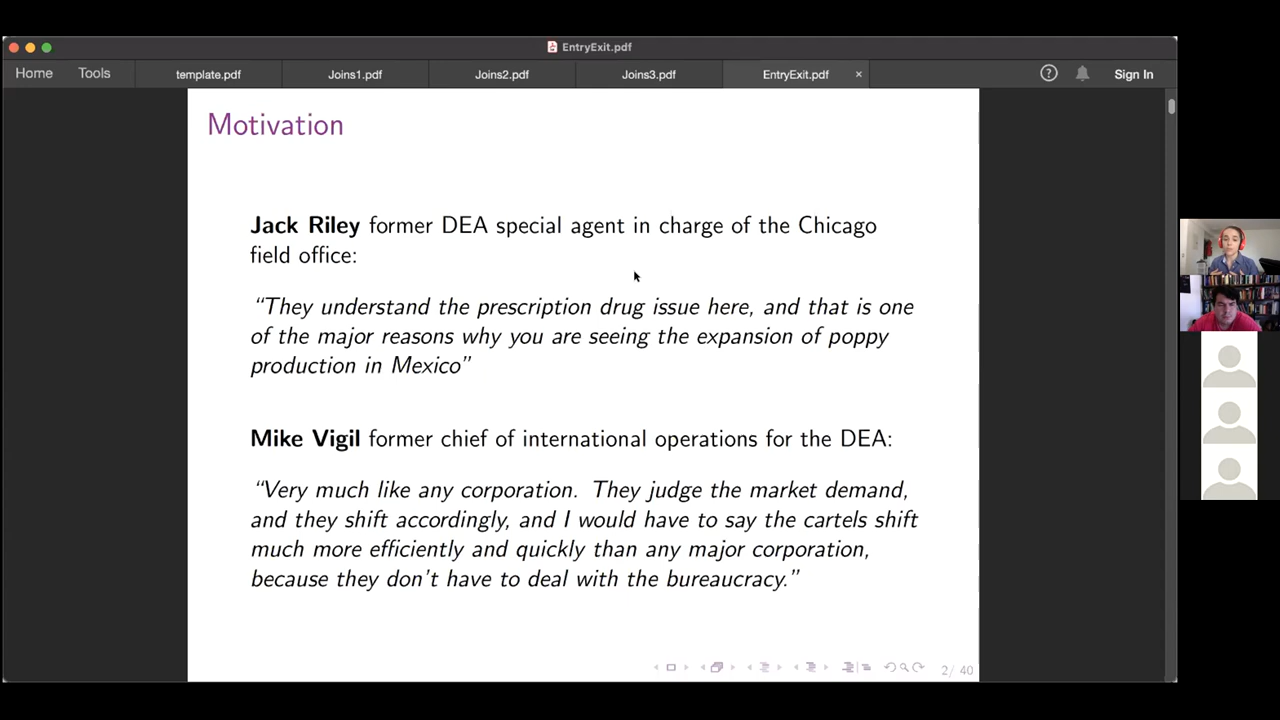 EntryExit.pdf
Home Tools template.pdf Joins1.pdf Joins2.pdf Joins3.pdf EntryExit.pdf × ? Sign In
Motivation
Jack Riley former DEA special agent in charge of the Chicago
field office:
“They understand the prescription drug issue here, and that is one
of the major reasons why you are seeing the expansion of poppy
production in Mexico”
Mike Vigil former chief of international operations for the DEA:
“Very much like any corporation. They judge the market demand,
and they shift accordingly, and I would have to say the cartels shift
much more efficiently and quickly than any major corporation,
because they don't have to deal with the bureaucracy.”
2/ 40